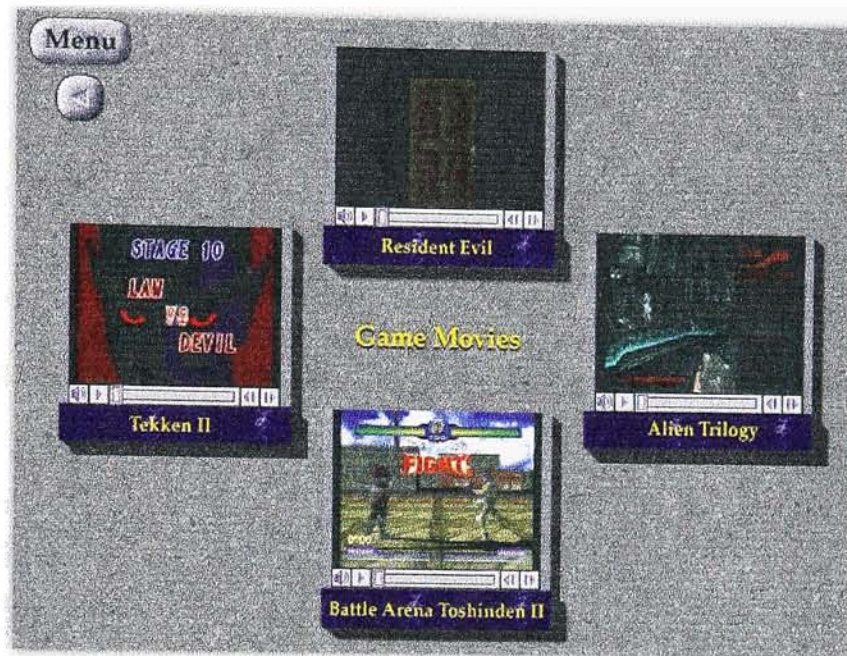 Menu
Resident Evil
STAGE 10
LAW
VS
DEVIL
Game Movies
Tekken II
Alien Trilogy
FIGHT!
Battle Arena Toshinden II